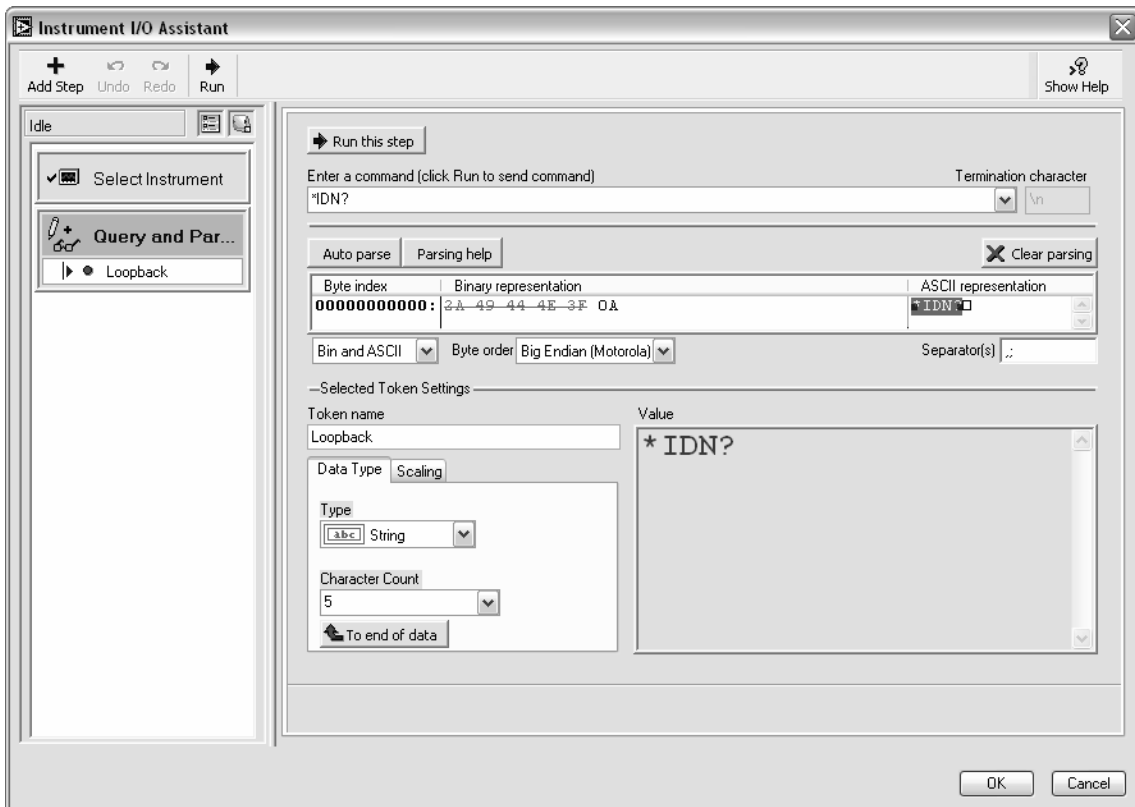 Instrument I/O Assistant
Add Step Undo Redo Run Show Help
Idle
Select Instrument
Query and Par...
Loopback
Run this step
Enter a command (click Run to send command) Termination character
*IDN? \n
Auto parse Parsing help Clear parsing
Byte index Binary representation ASCII representation
00000000000: 2A 49 44 4E 3F 0A *IDN?
Bin and ASCII Byte order Big Endian (Motorola) Separator(s) ,;
Selected Token Settings
Token name Value
Loopback *IDN?
Data Type Scaling
Type
abc String
Character Count
5
To end of data
OK Cancel